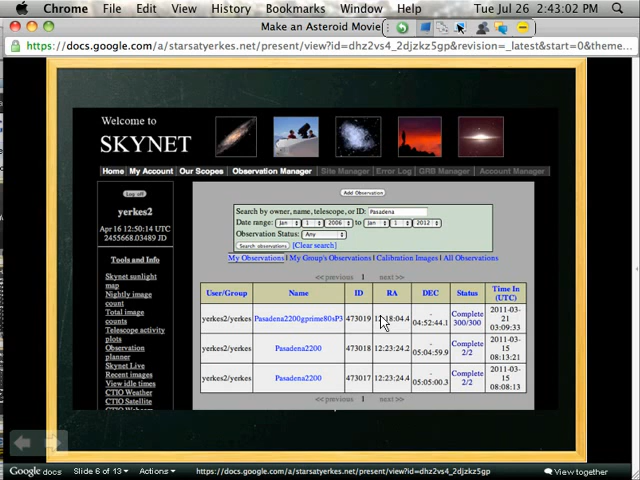 Chrome File Edit View History Bookmarks Window Tue Jul 26 2:43:02 PM
Make an Asteroid Movie
https://docs.google.com/a/starsatyerkes.net/present/view?id=dhz2vs4_2djzkz5gp&revision=_latest&start=0&theme...
Welcome to
SKYNET
Home My Account Our Scopes Observation Manager Site Manager Error Log GRB Manager Account Manager
Log off
yerkes2
Apr 16 12:50:14 UTC
2455668.03489 JD
Tools and Info
Skynet sunlight
map
Nightly image
count
Total image
counts
Telescope activity
plots
Observation
planner
Skynet Live
Recent images
View idle times
CTIO Weather
CTIO Satellite
Add Observation
Search by owner, name, telescope, or ID: Pasadena
Date range: Jan 1 2006 to Jan 1 2012
Observation Status: Any
Search observations [Clear search]
My Observations | My Group's Observations | Calibration Images | All Observations
<< previous 1 next >>
User/Group Name ID RA DEC Status Time In (UTC)
yerkes2/yerkes Pasadena2200gprime80sP3 473019 12:18:04.4 -04:52:44.1 Complete 300/300 2011-03-21 03:09:33
yerkes2/yerkes Pasadena2200 473018 12:23:24.2 -05:04:59.9 Complete 2/2 2011-03-15 08:13:21
yerkes2/yerkes Pasadena2200 473017 12:23:24.4 -05:05:00.3 Complete 2/2 2011-03-15 08:08:13
<< previous 1 next >>
Google docs Slide 6 of 13 Actions https://docs.google.com/a/starsatyerkes.net/present/view?id=dhz2vs4_2djzkz5gp View together